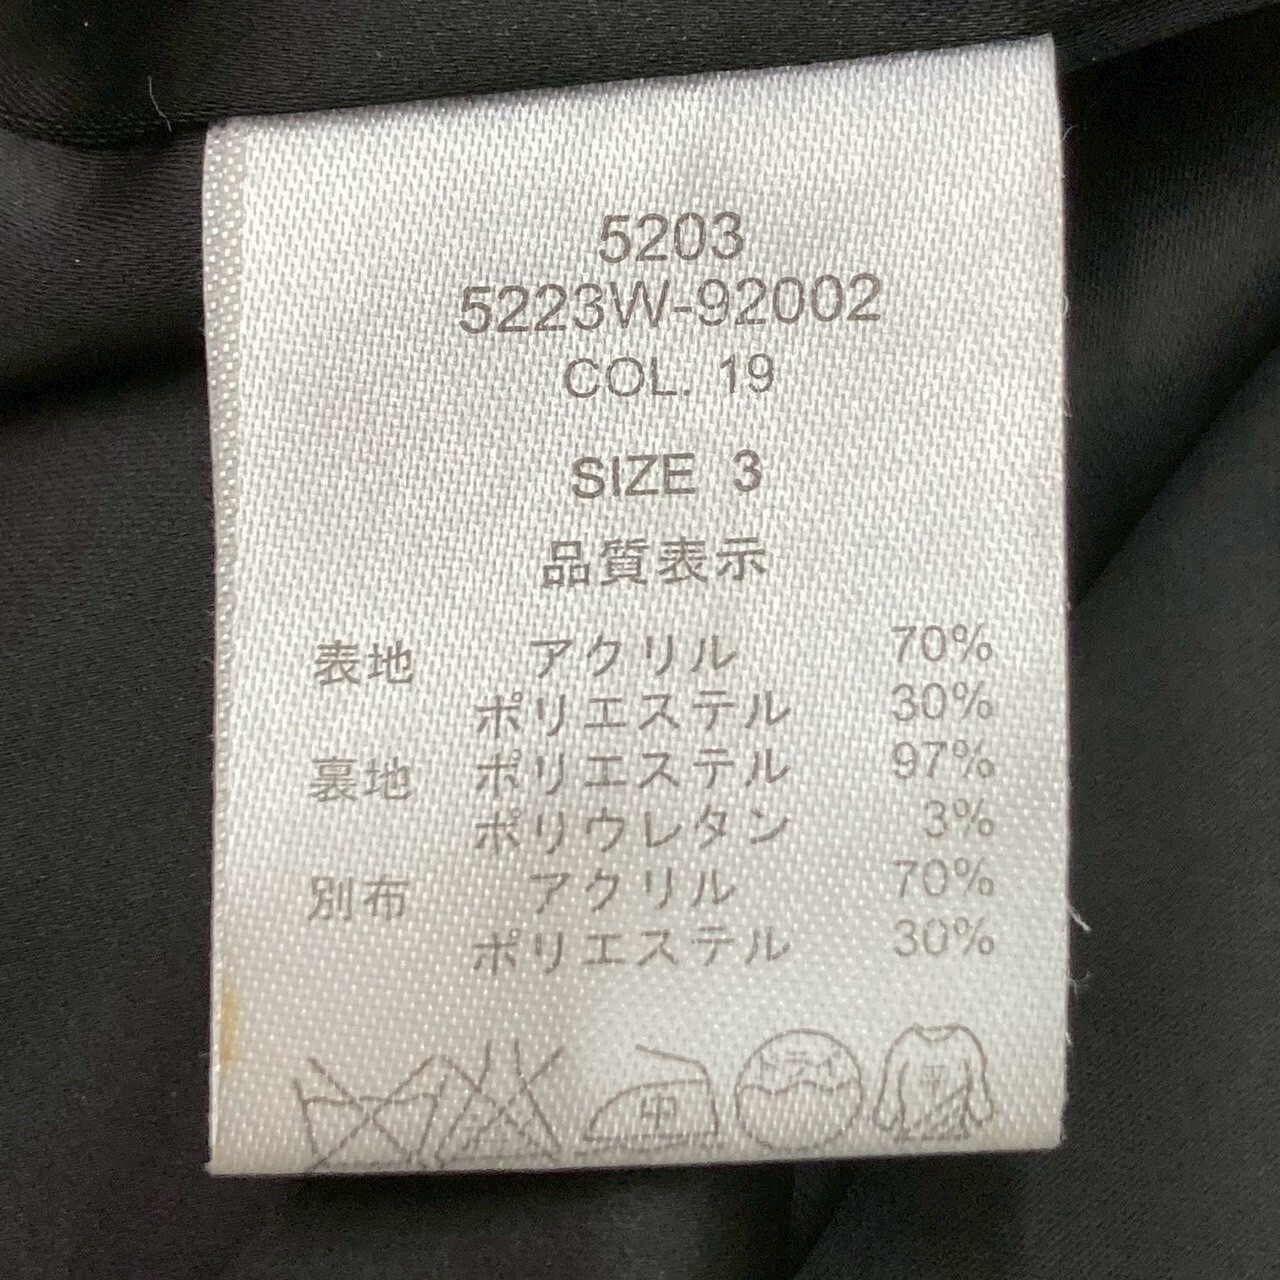 5203
5223W-92002
COL. 19
SIZE 3
品質表示
表地 アクリル 70%
ポリエステル 30%
裏地 ポリエステル 97%
ポリウレタン 3%
別布 アクリル 70%
ポリエステル 30%
中 ドライ 平